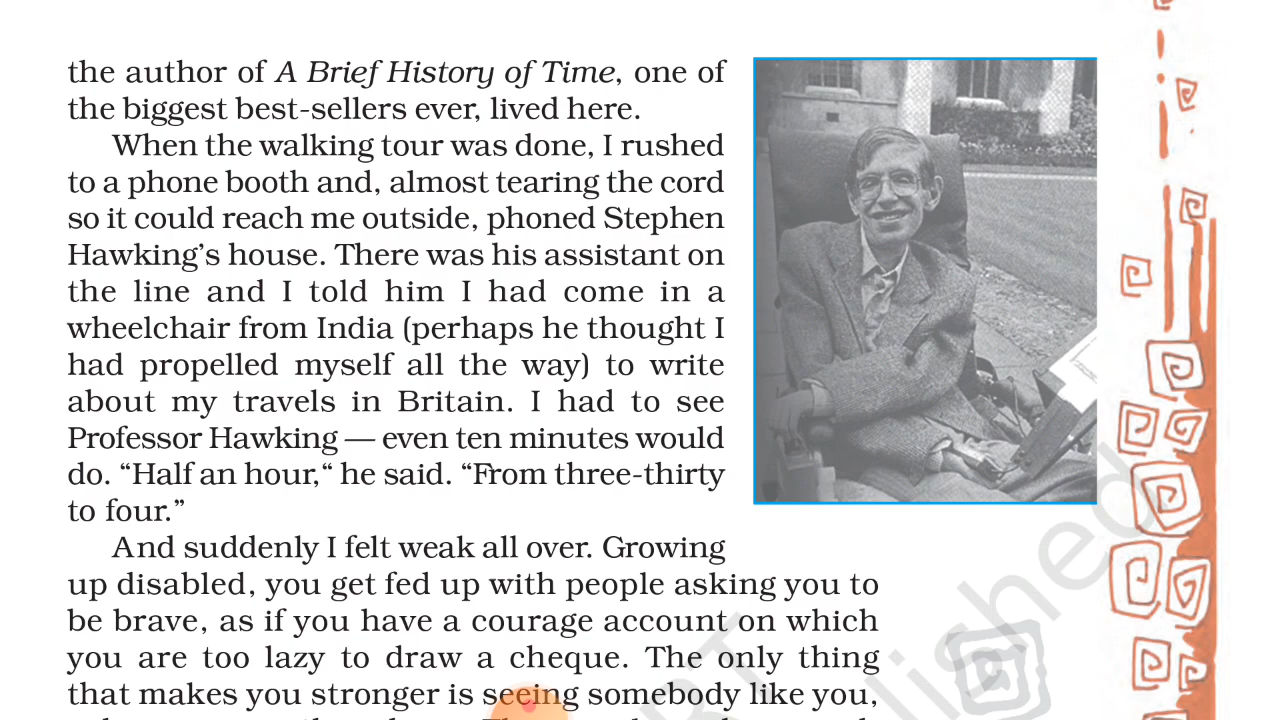 the author of A Brief History of Time, one of
the biggest best-sellers ever, lived here.
When the walking tour was done, I rushed
to a phone booth and, almost tearing the cord
so it could reach me outside, phoned Stephen
Hawking’s house. There was his assistant on
the line and I told him I had come in a
wheelchair from India (perhaps he thought I
had propelled myself all the way) to write
about my travels in Britain. I had to see
Professor Hawking — even ten minutes would
do. “Half an hour,“ he said. “From three-thirty
to four.”
And suddenly I felt weak all over. Growing
up disabled, you get fed up with people asking you to
be brave, as if you have a courage account on which
you are too lazy to draw a cheque. The only thing
that makes you stronger is seeing somebody like you,